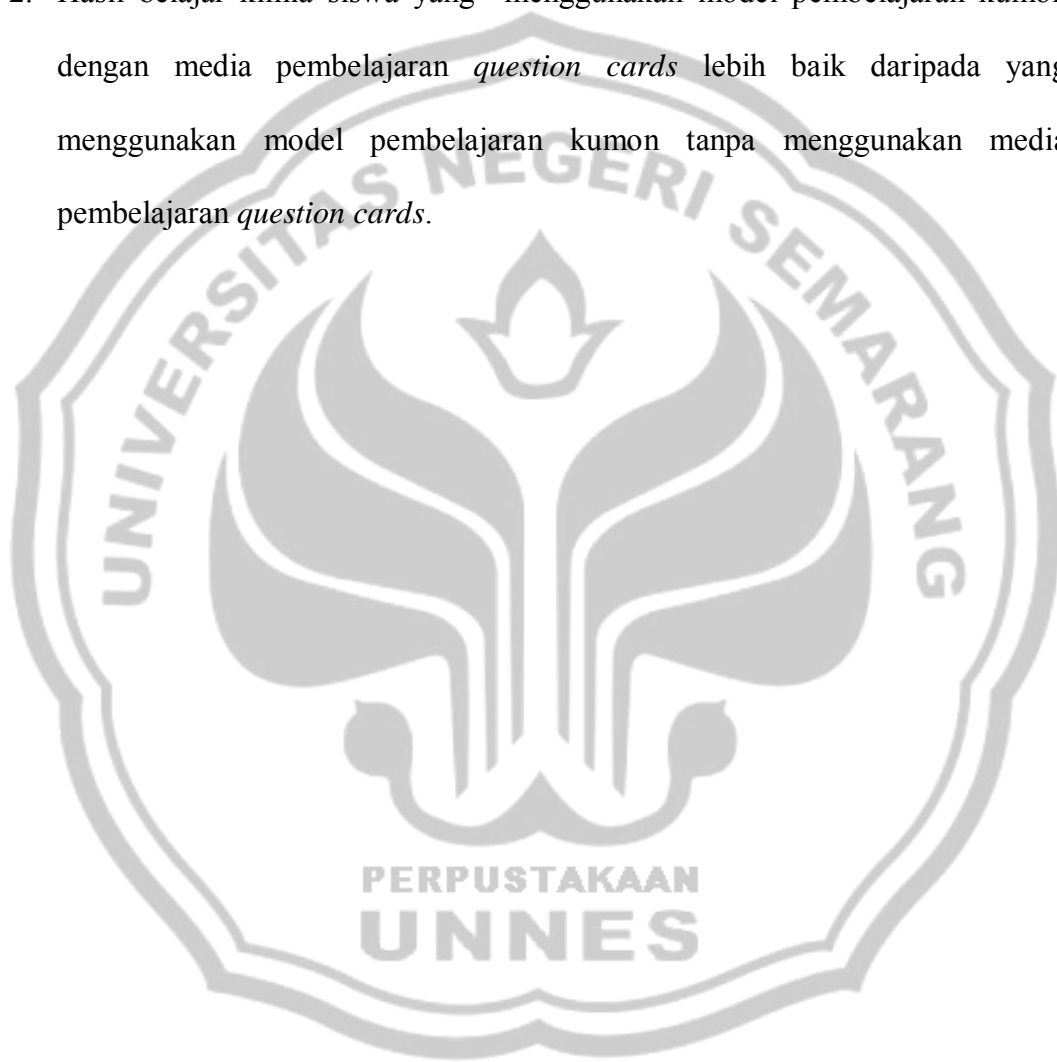 2. Hasil belajar kimia siswa yang menggunakan model pembelajaran kumon
dengan media pembelajaran question cards lebih baik daripada yang
menggunakan model pembelajaran kumon tanpa menggunakan media
pembelajaran question cards.
UNIVERSITAS NEGERI SEMARANG
PERPUSTAKAAN
UNNES